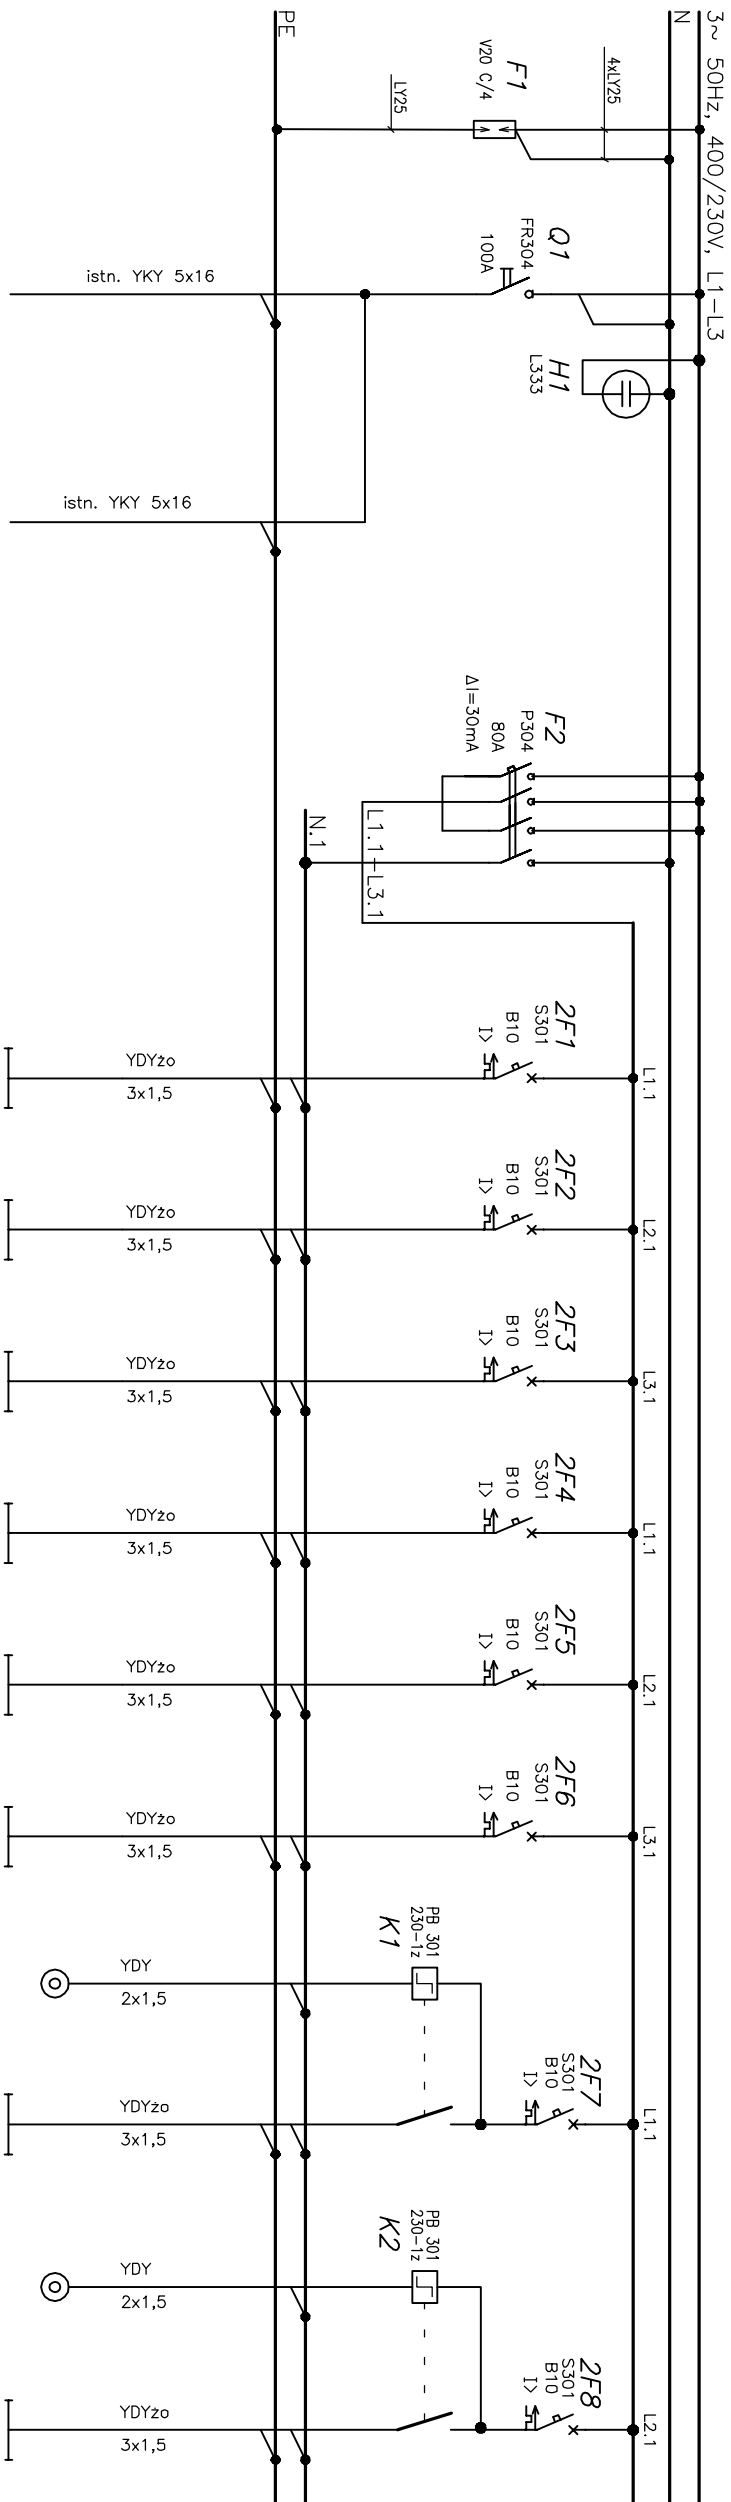 3~ 50Hz, 400/230V, L1-L3
N
PE
F1
V20 C/4
4xLY25
LY25
Q1
FR304
100A
istn. YKY 5x16
H1
L333
istn. YKY 5x16
F2
P304
80A
ΔI=30mA
N.1
L1.1-L3.1
2F1
S301
B10
I>
L1.1
YDYżo
3x1,5
2F2
S301
B10
I>
L2.1
YDYżo
3x1,5
2F3
S301
B10
I>
L3.1
YDYżo
3x1,5
2F4
S301
B10
I>
L1.1
YDYżo
3x1,5
2F5
S301
B10
I>
L2.1
YDYżo
3x1,5
2F6
S301
B10
I>
L3.1
YDYżo
3x1,5
PB 301
230-1z
K1
YDY
2x1,5
2F7
S301
B10
I>
L1.1
YDYżo
3x1,5
PB 301
230-1z
K2
YDY
2x1,5
2F8
S301
B10
I>
L2.1
YDYżo
3x1,5